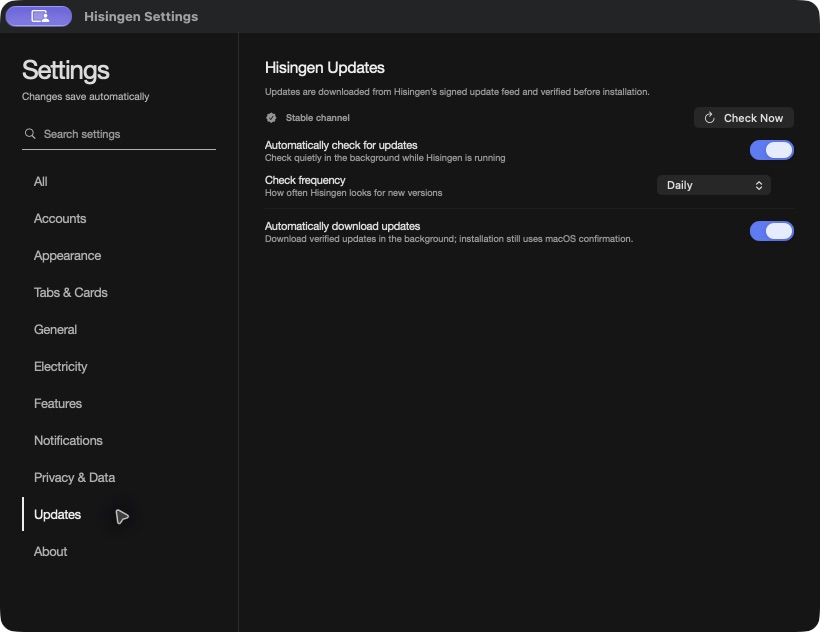 Hisingen Settings
Settings
Changes save automatically
Search settings
All
Accounts
Appearance
Tabs & Cards
General
Electricity
Features
Notifications
Privacy & Data
Updates
About
Hisingen Updates
Updates are downloaded from Hisingen's signed update feed and verified before installation.
Stable channel
Check Now
Automatically check for updates
Check quietly in the background while Hisingen is running
Check frequency
How often Hisingen looks for new versions
Daily
Automatically download updates
Download verified updates in the background; installation still uses macOS confirmation.